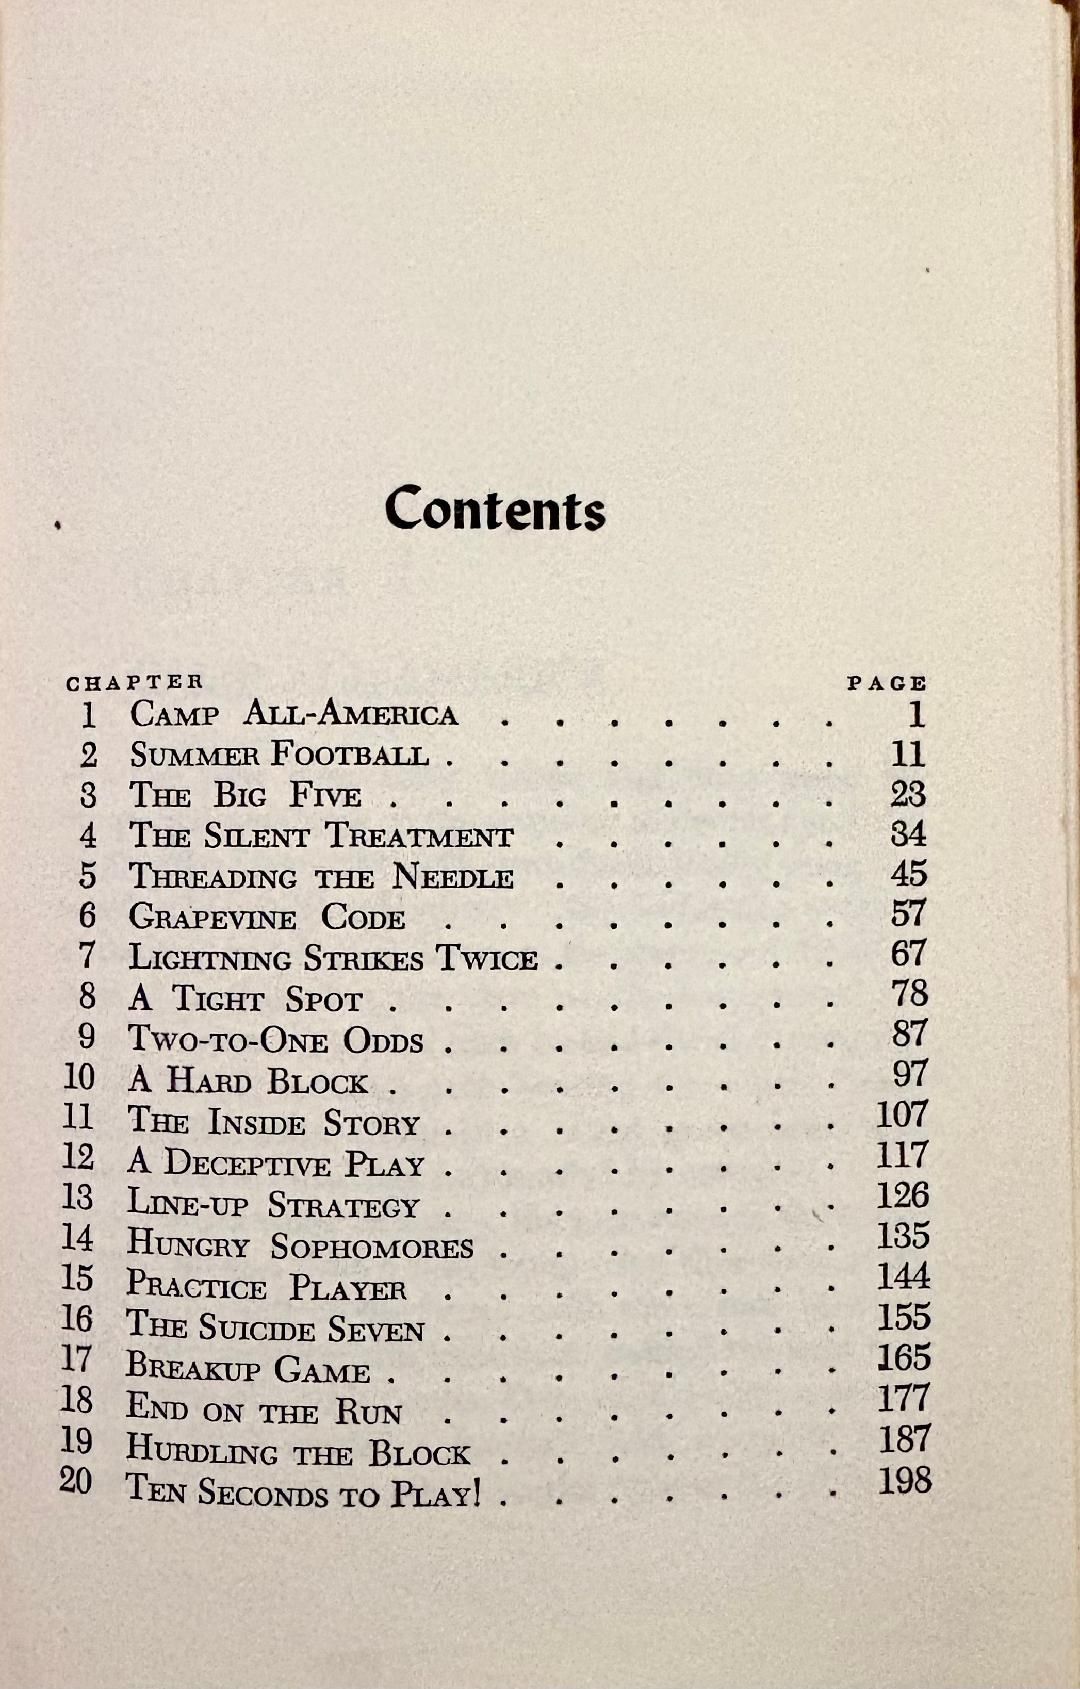 Contents
CHAPTER PAGE
1 CAMP ALL-AMERICA . . . . . . . 1
2 SUMMER FOOTBALL . . . . . . . . 11
3 THE BIG FIVE . . . . . . . . . 23
4 THE SILENT TREATMENT . . . . . . 34
5 THREADING THE NEEDLE . . . . . . 45
6 GRAPEVINE CODE . . . . . . . . 57
7 LIGHTNING STRIKES TWICE . . . . . . 67
8 A TIGHT SPOT . . . . . . . . . 78
9 TWO-TO-ONE ODDS . . . . . . . . 87
10 A HARD BLOCK . . . . . . . . . 97
11 THE INSIDE STORY . . . . . . . . 107
12 A DECEPTIVE PLAY . . . . . . . . 117
13 LINE-UP STRATEGY . . . . . . . . 126
14 HUNGRY SOPHOMORES . . . . . . . 135
15 PRACTICE PLAYER . . . . . . . . 144
16 THE SUICIDE SEVEN . . . . . . . . 155
17 BREAKUP GAME . . . . . . . . . 165
18 END ON THE RUN . . . . . . . . 177
19 HURDLING THE BLOCK . . . . . . . 187
20 TEN SECONDS TO PLAY! . . . . . . . 198